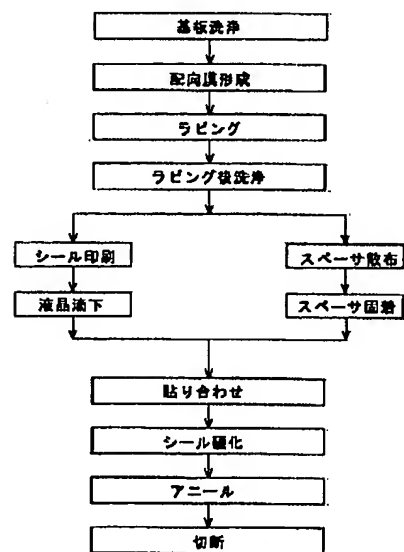 基板洗浄
配向膜形成
ラビング
ラビング後洗浄
シール印刷
液晶滴下
スペーサ散布
スペーサ固着
貼り合わせ
シール硬化
アニール
切断